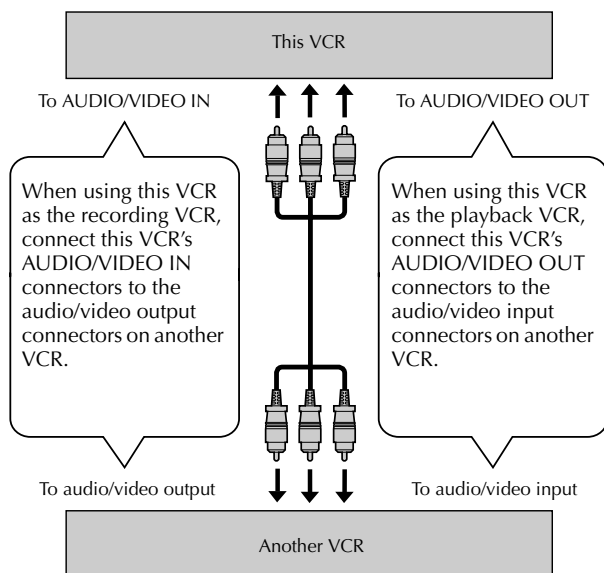 This VCR
To AUDIO/VIDEO IN
To AUDIO/VIDEO OUT
When using this VCR
as the recording VCR,
connect this VCR’s
AUDIO/VIDEO IN
connectors to the
audio/video output
connectors on another
VCR.
When using this VCR
as the playback VCR,
connect this VCR’s
AUDIO/VIDEO OUT
connectors to the
audio/video input
connectors on another
VCR.
To audio/video output
To audio/video input
Another VCR